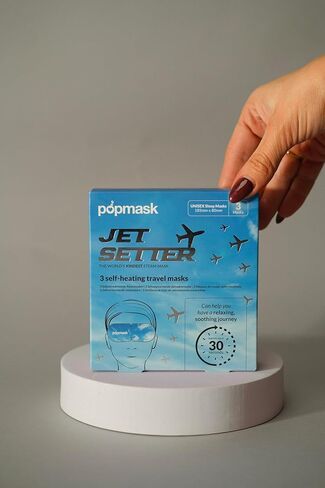 popmask
UNISEX Sleep Masks
3
Masks
JET
SETTER
THE WORLD'S KINDEST STEAM MASK
3 self-heating travel masks
Can help you
have a relaxing,
soothing journey
30
popmask